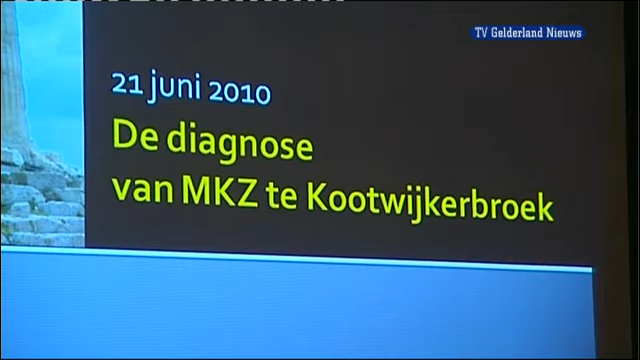 TV Gelderland Nieuws
21 juni 2010
De diagnose
van MKZ te Kootwijkerbroek